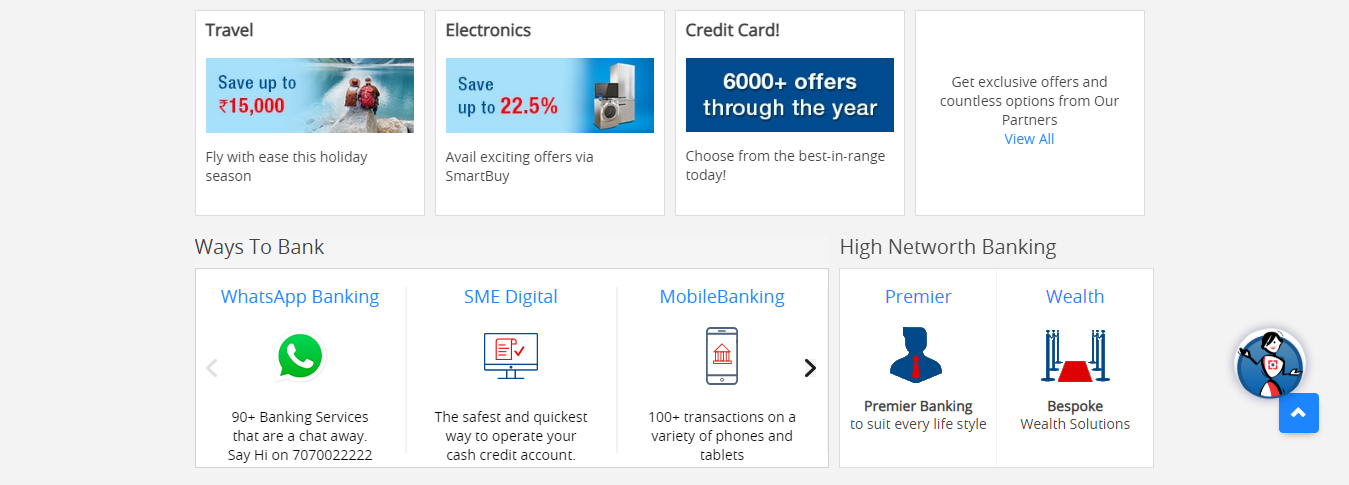 Travel
Save up to
₹15,000
Fly with ease this holiday
season
Electronics
Save
up to 22.5%
Avail exciting offers via
SmartBuy
Credit Card!
6000+ offers
through the year
Choose from the best-in-range
today!
Get exclusive offers and
countless options from Our
Partners
View All
Ways To Bank
WhatsApp Banking
90+ Banking Services
that are a chat away.
Say Hi on 7070022222
SME Digital
The safest and quickest
way to operate your
cash credit account.
MobileBanking
100+ transactions on a
variety of phones and
tablets
High Networth Banking
Premier
Premier Banking
to suit every life style
Wealth
Bespoke
Wealth Solutions